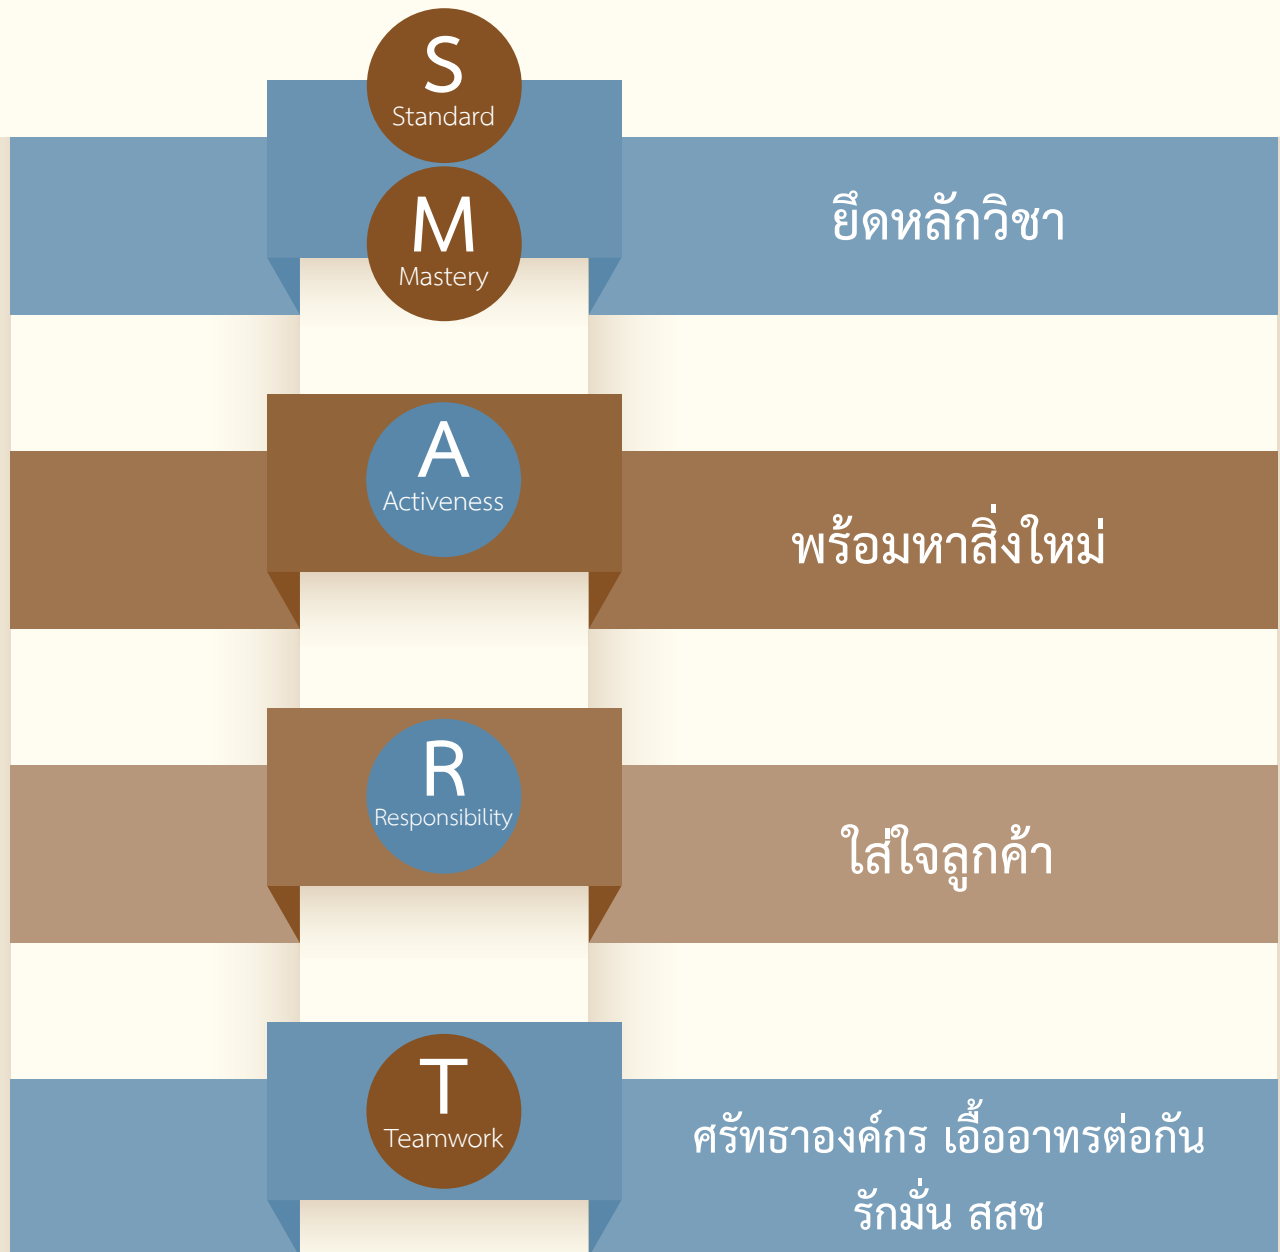 S
Standard
M
Mastery
ยึดหลักวิชา
A
Activeness
พร้อมหาสิ่งใหม่
R
Responsibility
ใส่ใจลูกค้า
T
Teamwork
ศรัทธาองค์กร เอื้ออาทรต่อกัน
รักมั่น สสช